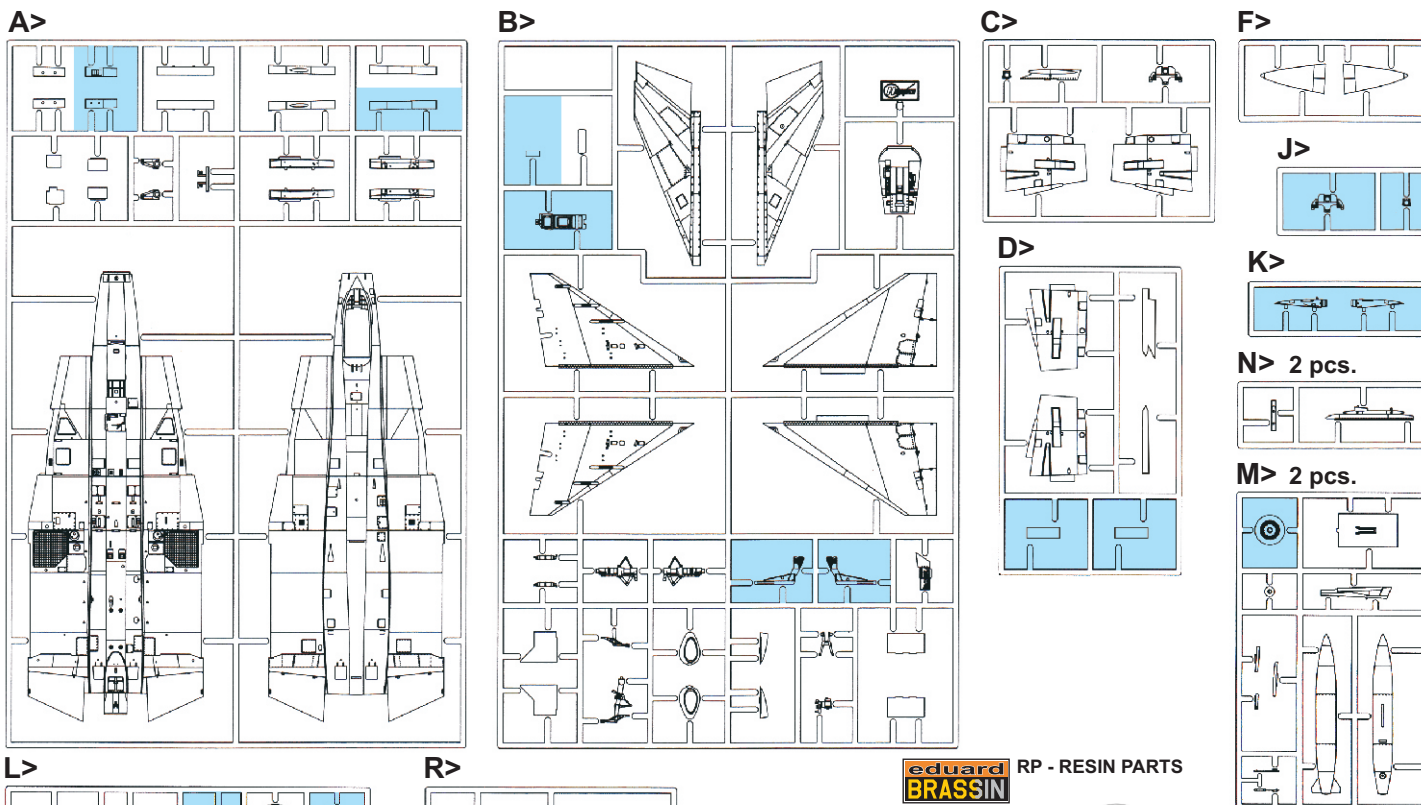 A>
B>
C>
F>
J>
D>
K>
N> 2 pcs.
M> 2 pcs.
L>
R>
eduard
BRASSIN
RP - RESIN PARTS